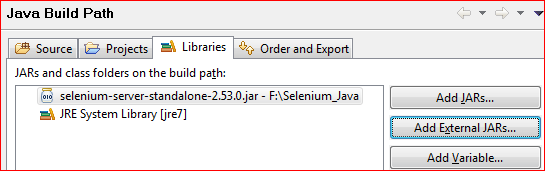 Java Build Path
Source Projects Libraries Order and Export
JARs and class folders on the build path:
selenium-server-standalone-2.53.0.jar - F:\Selenium_Java
JRE System Library [jre7]
Add JARs...
Add External JARs...
Add Variable...